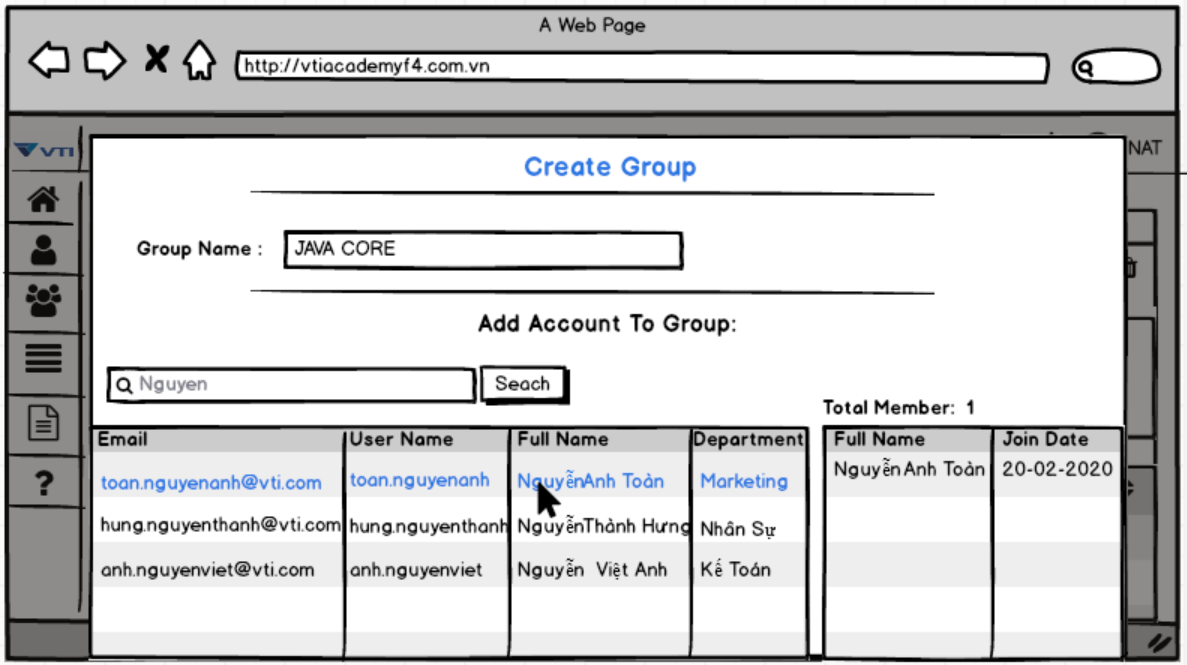 A Web Page
http://vtiacademyf4.com.vn
VTI
NAT
Create Group
Group Name : JAVA CORE
Add Account To Group:
Nguyen Seach
Total Member: 1
Email User Name Full Name Department Full Name Join Date
toan.nguyenanh@vti.com toan.nguyenanh NguyễnAnh Toàn Marketing NguyễnAnh Toàn 20-02-2020
hung.nguyenthanh@vti.com hung.nguyenthanh NguyễnThành Hưng Nhân Sự
anh.nguyenviet@vti.com anh.nguyenviet Nguyễn Việt Anh Kế Toán
?